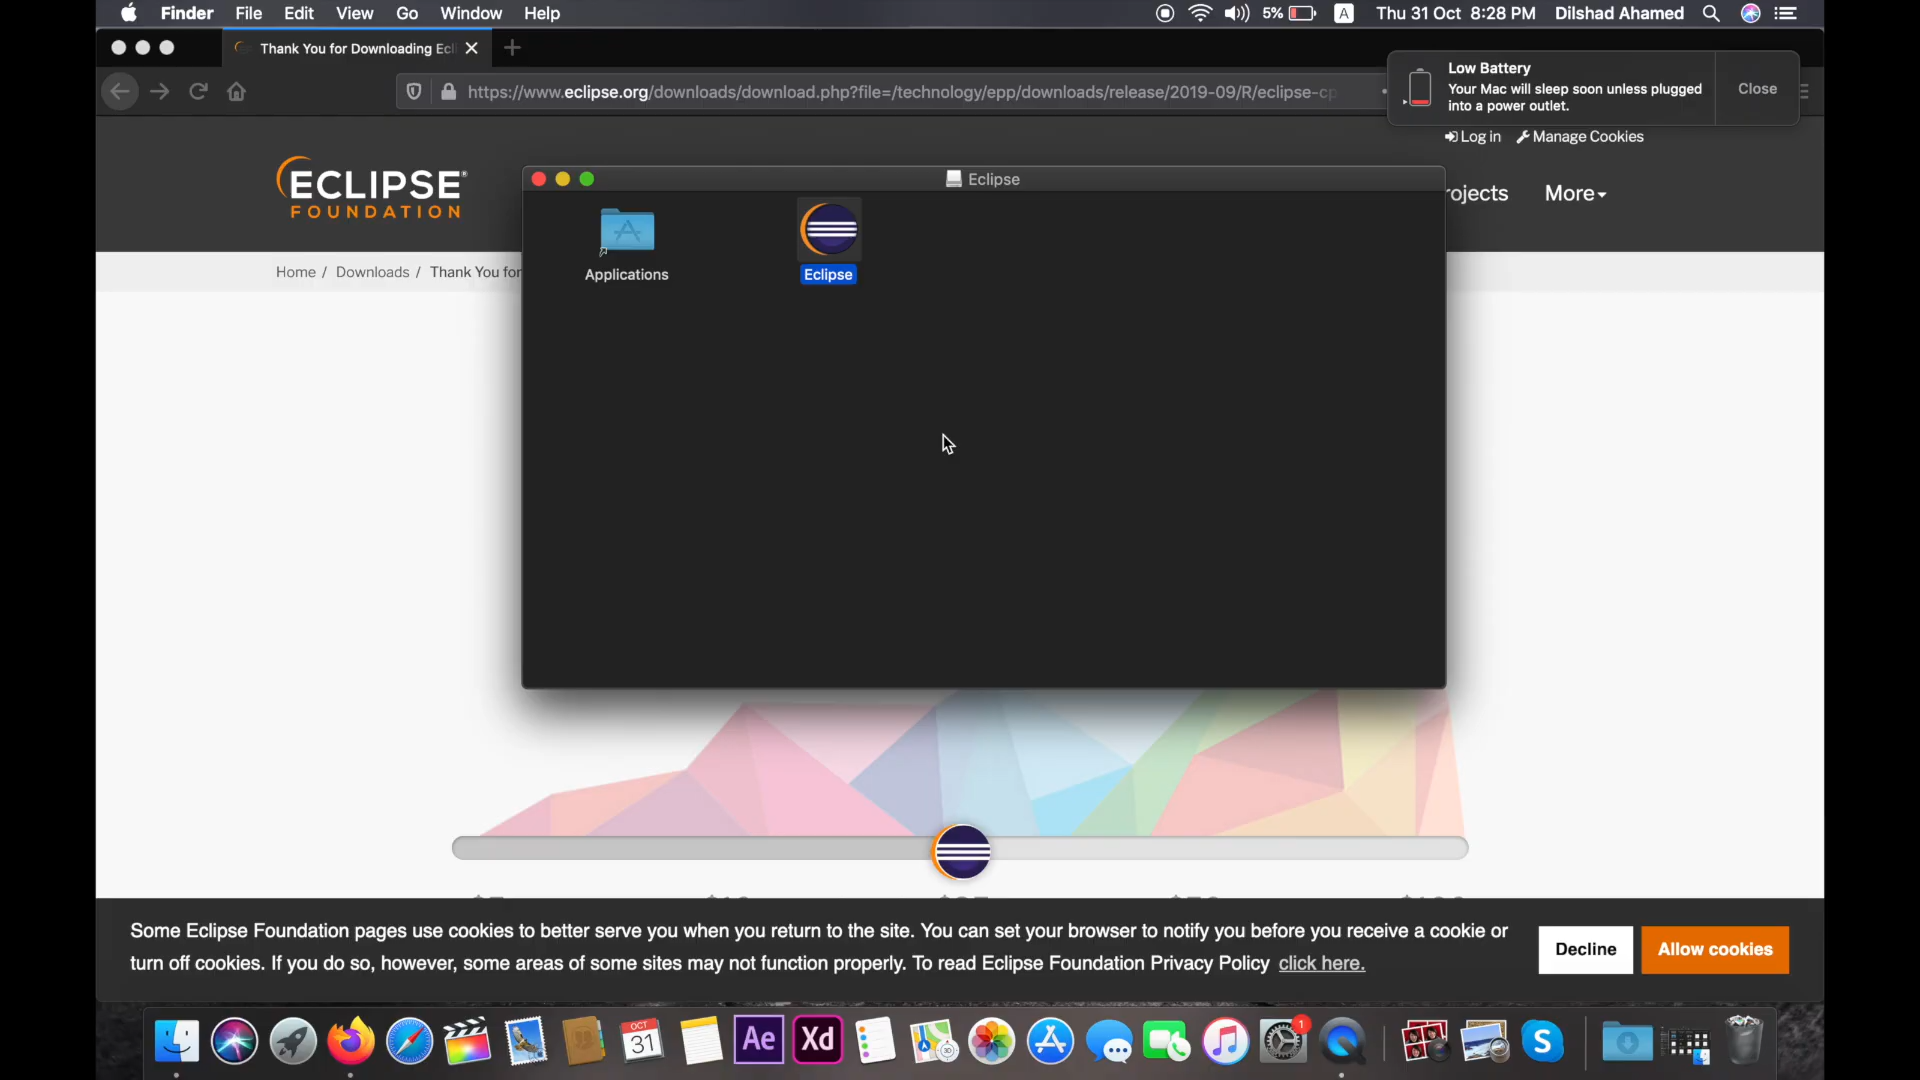 Finder File Edit View Go Window Help
5% A Thu 31 Oct 8:28 PM Dilshad Ahamed
Thank You for Downloading Ecl
https://www.eclipse.org/downloads/download.php?file=/technology/epp/downloads/release/2019-09/R/eclipse-cp
Low Battery
Your Mac will sleep soon unless plugged
into a power outlet.
Close
Log in Manage Cookies
ECLIPSE®
FOUNDATION
rojects More
Home / Downloads / Thank You for
Eclipse
Applications
Eclipse
Some Eclipse Foundation pages use cookies to better serve you when you return to the site. You can set your browser to notify you before you receive a cookie or
turn off cookies. If you do so, however, some areas of some sites may not function properly. To read Eclipse Foundation Privacy Policy click here.
Decline
Allow cookies
OCT
31
Ae
Xd
3D
1
S